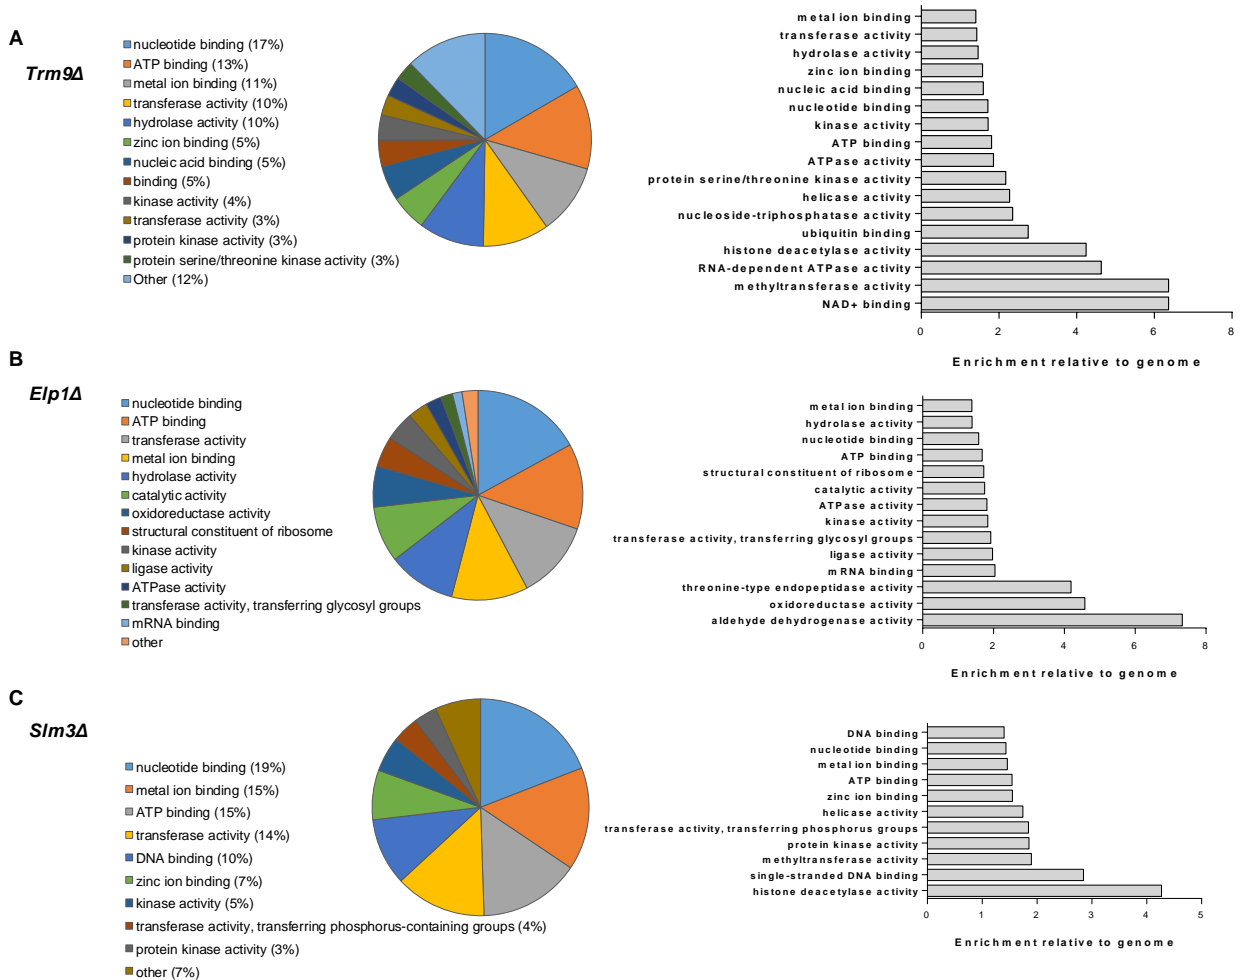 A
Trm9Δ
nucleotide binding (17%)
ATP binding (13%)
metal ion binding (11%)
transferase activity (10%)
hydrolase activity (10%)
zinc ion binding (5%)
nucleic acid binding (5%)
binding (5%)
kinase activity (4%)
transferase activity (3%)
protein kinase activity (3%)
protein serine/threonine kinase activity (3%)
Other (12%)
metal ion binding
transferase activity
hydrolase activity
zinc ion binding
nucleic acid binding
nucleotide binding
kinase activity
ATP binding
ATPase activity
protein serine/threonine kinase activity
helicase activity
nucleoside-triphosphatase activity
ubiquitin binding
histone deacetylase activity
RNA-dependent ATPase activity
methyltransferase activity
NAD+ binding
0 2 4 6 8
Enrichment relative to genome
B
Elp1Δ
nucleotide binding
ATP binding
transferase activity
metal ion binding
hydrolase activity
catalytic activity
oxidoreductase activity
structural constituent of ribosome
kinase activity
ligase activity
ATPase activity
transferase activity, transferring glycosyl groups
mRNA binding
other
metal ion binding
hydrolase activity
nucleotide binding
ATP binding
structural constituent of ribosome
catalytic activity
ATPase activity
kinase activity
transferase activity, transferring glycosyl groups
ligase activity
mRNA binding
threonine-type endopeptidase activity
oxidoreductase activity
aldehyde dehydrogenase activity
0 2 4 6 8
Enrichment relative to genome
C
Slm3Δ
nucleotide binding (19%)
metal ion binding (15%)
ATP binding (15%)
transferase activity (14%)
DNA binding (10%)
zinc ion binding (7%)
kinase activity (5%)
transferase activity, transferring phosphorus-containing groups (4%)
protein kinase activity (3%)
other (7%)
DNA binding
nucleotide binding
metal ion binding
ATP binding
zinc ion binding
helicase activity
transferase activity, transferring phosphorus groups
protein kinase activity
methyltransferase activity
single-stranded DNA binding
histone deacetylase activity
0 1 2 3 4 5
Enrichment relative to genome